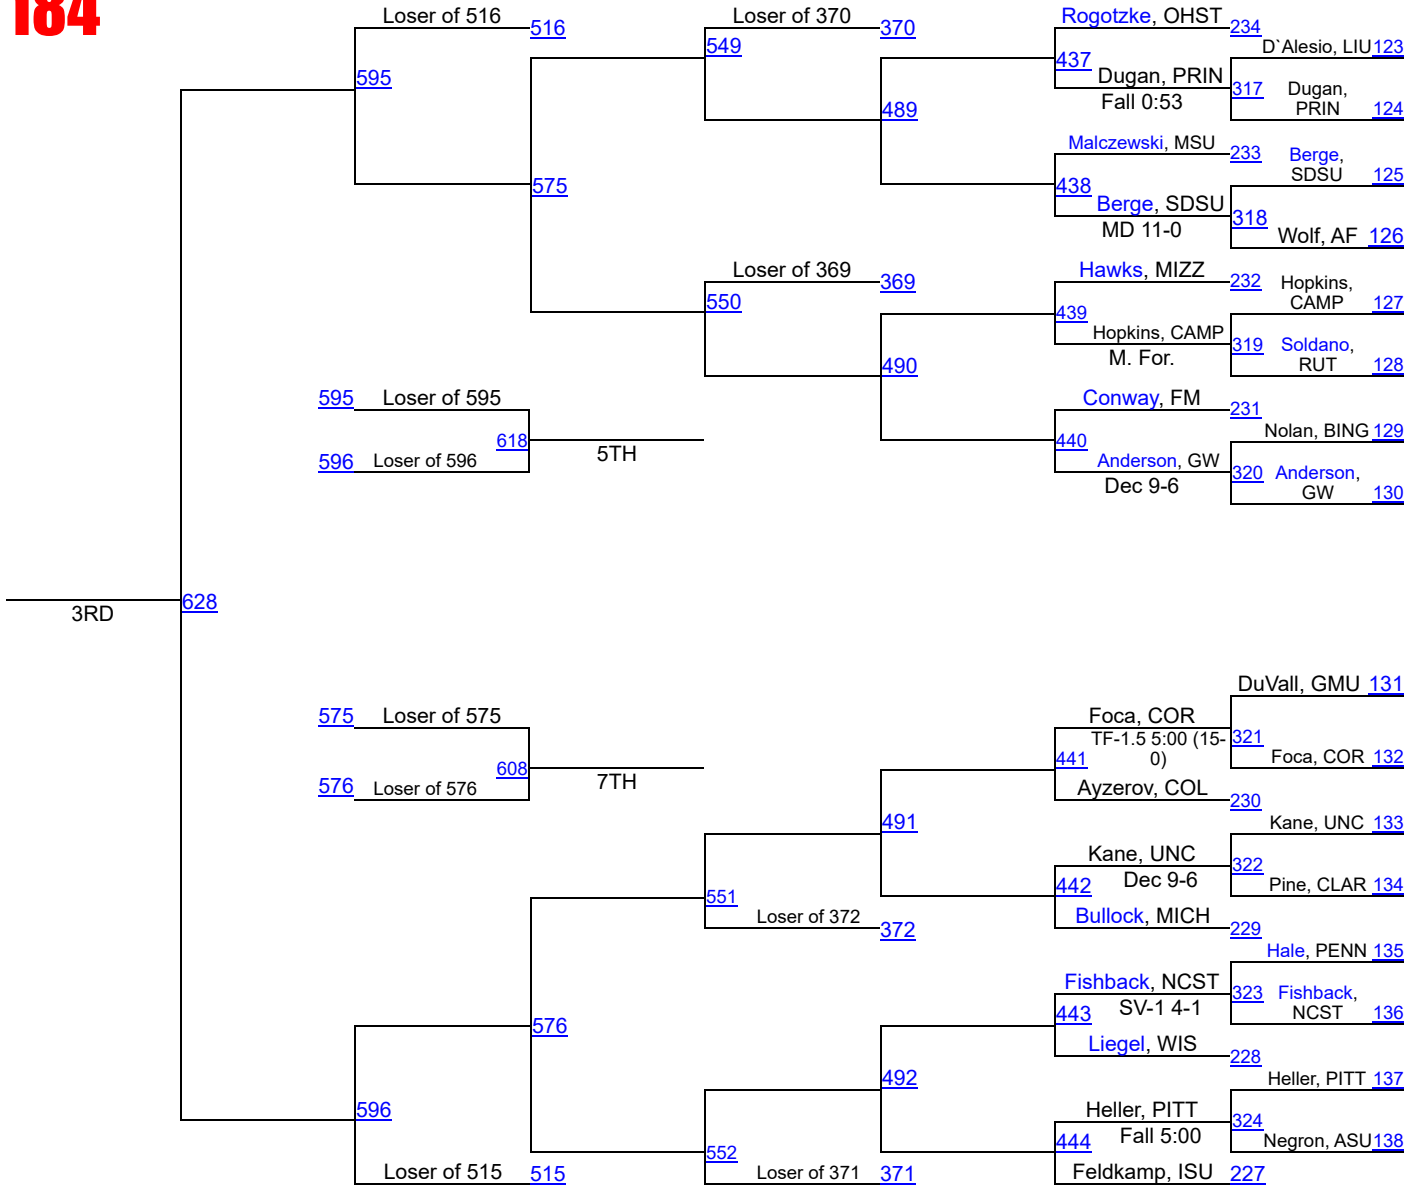 184
Loser of 516
516
Loser of 370
370
Rogotzke, OHST
234
D`Alesio, LIU
123
549
595
437
Dugan, PRIN
Fall 0:53
317
Dugan,
PRIN
124
489
Malczewski, MSU
233
Berge,
SDSU
125
575
438
Berge, SDSU
MD 11-0
318
Wolf, AF
126
Loser of 369
369
Hawks, MIZZ
232
Hopkins,
CAMP
127
550
439
Hopkins, CAMP
M. For.
319
Soldano,
RUT
128
490
595
Loser of 595
Conway, FM
231
Nolan, BING
129
618
5TH
440
596
Loser of 596
Anderson, GW
Dec 9-6
320
Anderson,
GW
130
628
3RD
DuVall, GMU
131
575
Loser of 575
Foca, COR
TF-1.5 5:00 (15-
0)
321
441
Foca, COR
132
608
7TH
576
Loser of 576
Ayzerov, COL
230
491
Kane, UNC
133
Kane, UNC
Dec 9-6
322
442
Pine, CLAR
134
551
Loser of 372
372
Bullock, MICH
229
Hale, PENN
135
Fishback, NCST
SV-1 4-1
323
Fishback,
NCST
136
443
576
Liegel, WIS
228
492
Heller, PITT
137
596
Heller, PITT
Fall 5:00
324
444
Negron, ASU
138
552
Loser of 515
515
Loser of 371
371
Feldkamp, ISU
227